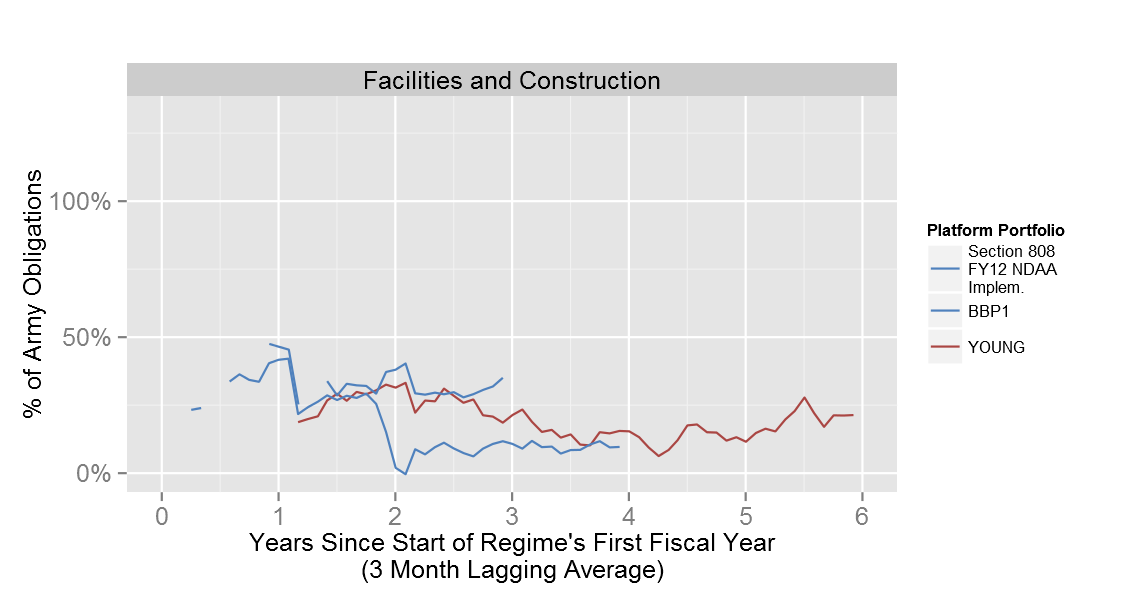 Facilities and Construction
% of Army Obligations
100%
50%
0%
0 1 2 3 4 5 6
Years Since Start of Regime's First Fiscal Year
(3 Month Lagging Average)
Platform Portfolio
Section 808
FY12 NDAA
Implem.
BBP1
YOUNG